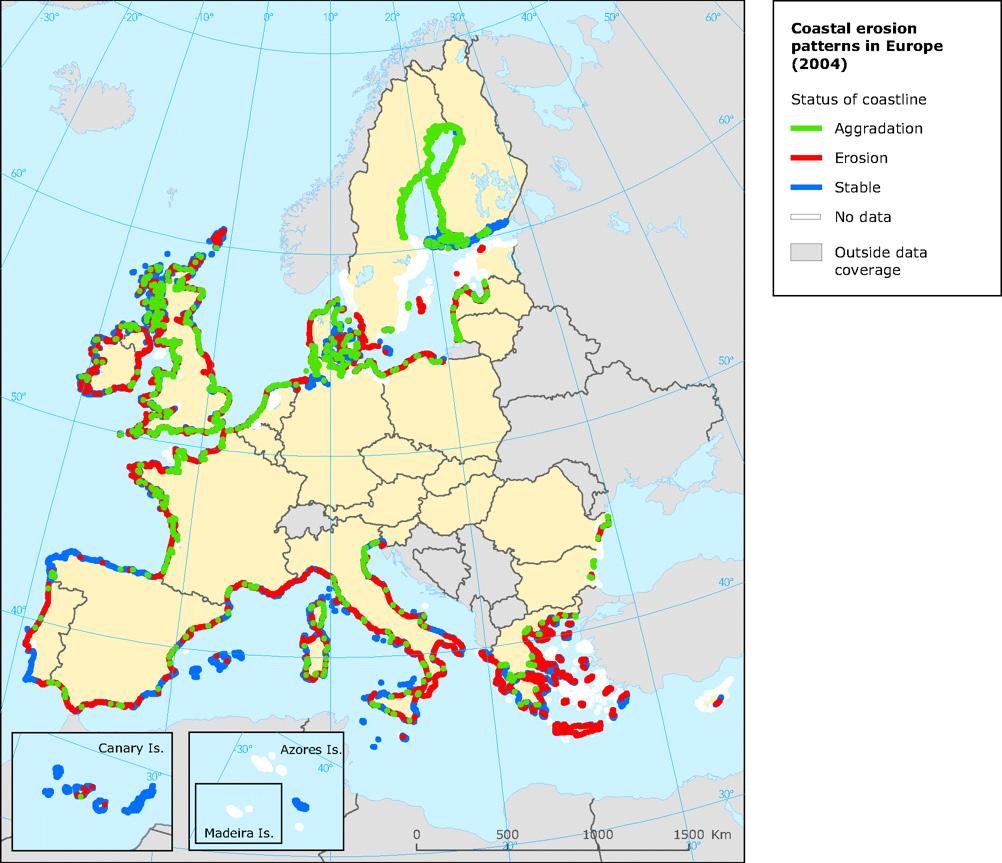 -30°
-20°
-10°
0°
10°
20°
30°
40°
50°
60°
60°
60°
50°
50°
40°
40°
30°
Canary Is.
30°
Azores Is.
-30°
40°
Madeira Is.
0
500
1000
1500 Km
20°
Coastal erosion
patterns in Europe
(2004)
Status of coastline
Aggradation
Erosion
Stable
No data
Outside data
coverage